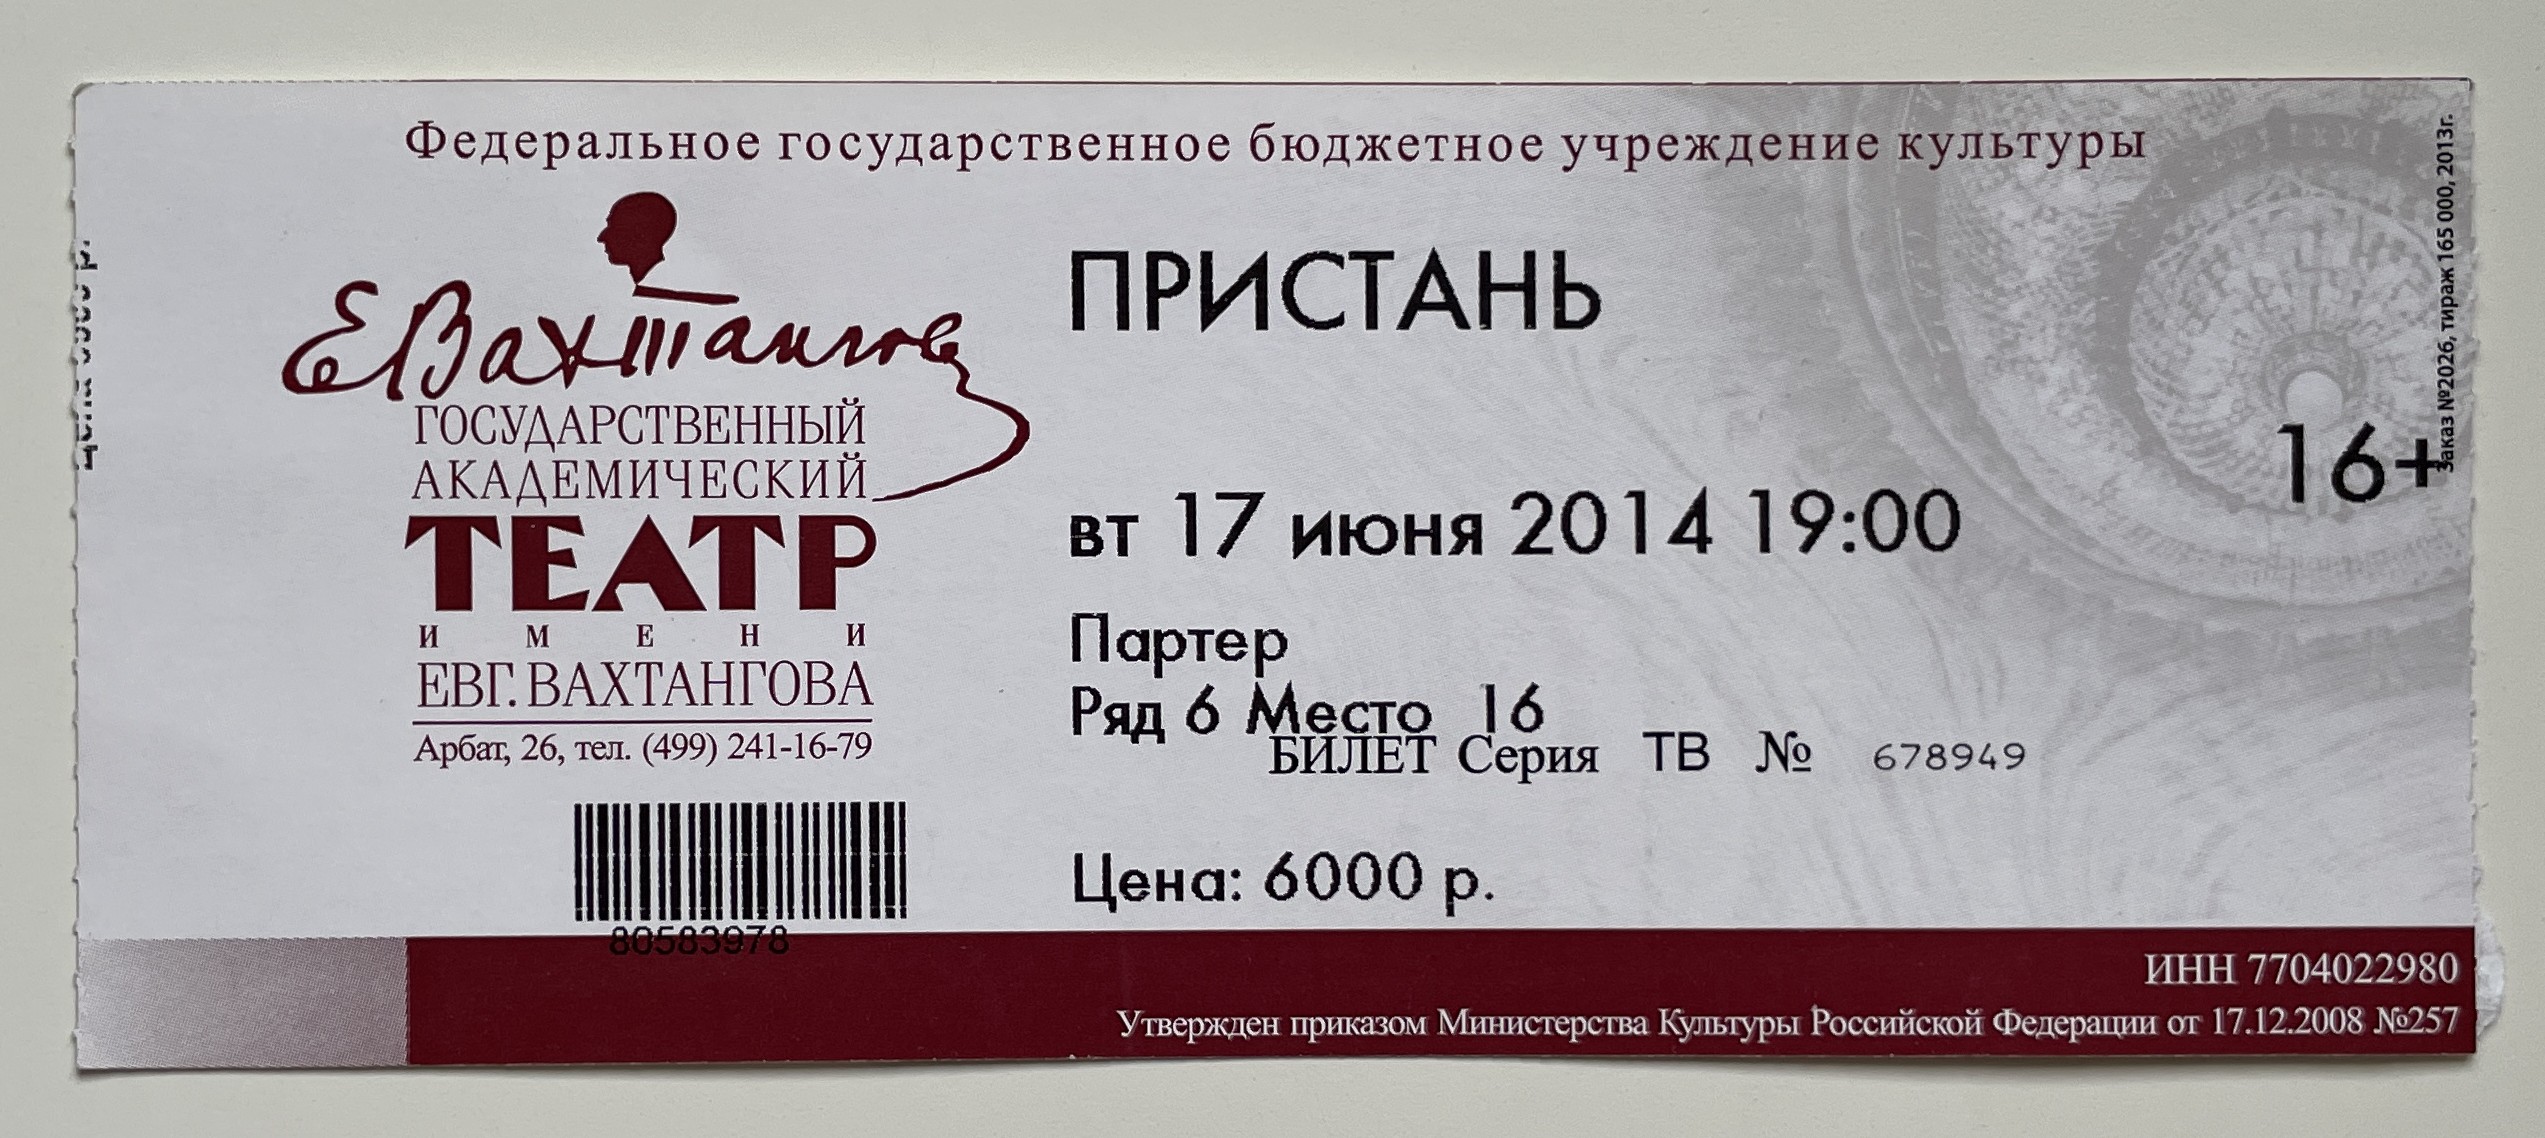 Федеральное государственное бюджетное учреждение культуры
Е Вахтангов
ГОСУДАРСТВЕННЫЙ
АКАДЕМИЧЕСКИЙ
ТЕАТР
ИМЕНИ
ЕВГ. ВАХТАНГОВА
Арбат, 26, тел. (499) 241-16-79
80583978
ПРИСТАНЬ
16+
вт 17 июня 2014 19:00
Партер
Ряд 6 Место 16
БИЛЕТ Серия ТВ № 678949
Цена: 6000 р.
ИНН 7704022980
Утвержден приказом Министерства Культуры Российской Федерации от 17.12.2008 №257
Заказ №2026, тираж 165 000, 2013г.